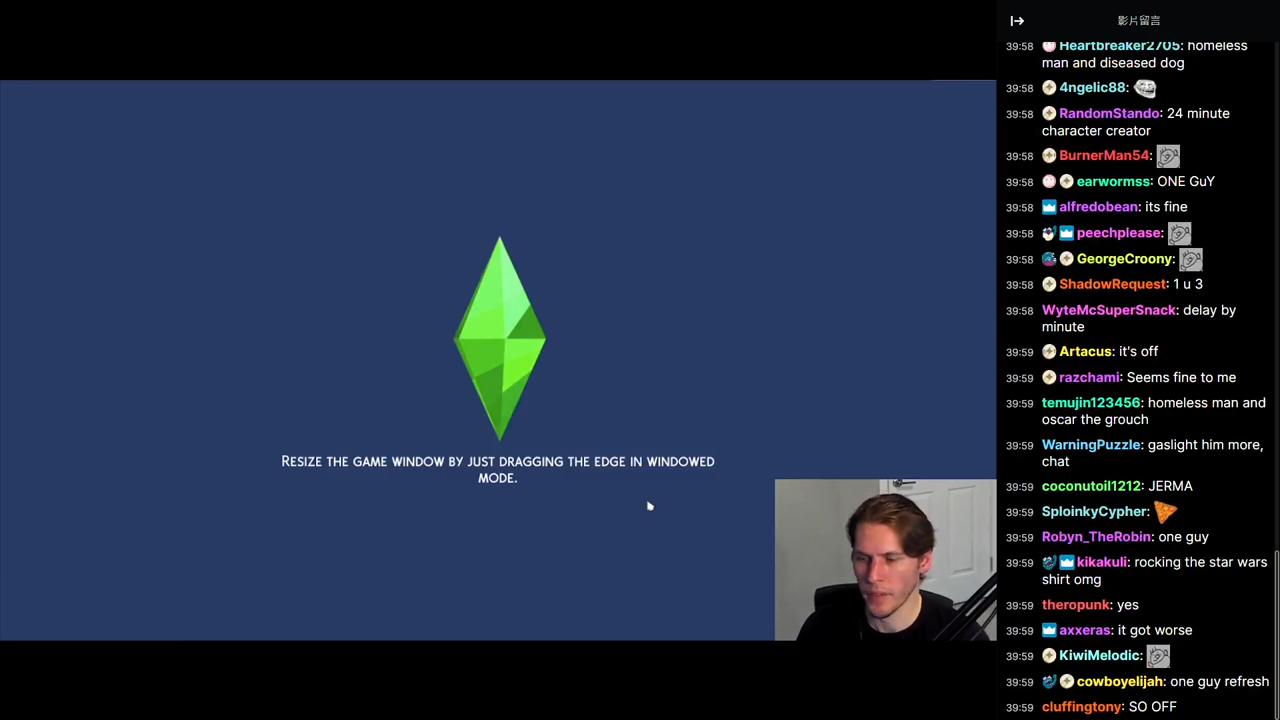 RESIZE THE GAME WINDOW BY JUST DRAGGING THE EDGE IN WINDOWED
MODE.
影片留言
39:58 Heartbreaker2705: homeless
man and diseased dog
39:58 4ngelic88:
39:58 RandomStando: 24 minute
character creator
39:58 BurnerMan54:
39:58 earwormss: ONE GuY
39:58 alfredobean: its fine
39:58 peechplease:
39:58 GeorgeCroony:
39:58 ShadowRequest: 1 u 3
39:58 WyteMcSuperSnack: delay by
minute
39:59 Artacus: it's off
39:59 razchami: Seems fine to me
39:59 temujin123456: homeless man and
oscar the grouch
39:59 WarningPuzzle: gaslight him more,
chat
39:59 coconutoil1212: JERMA
39:59 SploinkyCypher:
39:59 Robyn_TheRobin: one guy
39:59 kikakuli: rocking the star wars
shirt omg
39:59 theropunk: yes
39:59 axxeras: it got worse
39:59 KiwiMelodic:
39:59 cowboyelijah: one guy refresh
39:59 cluffingtony: SO OFF